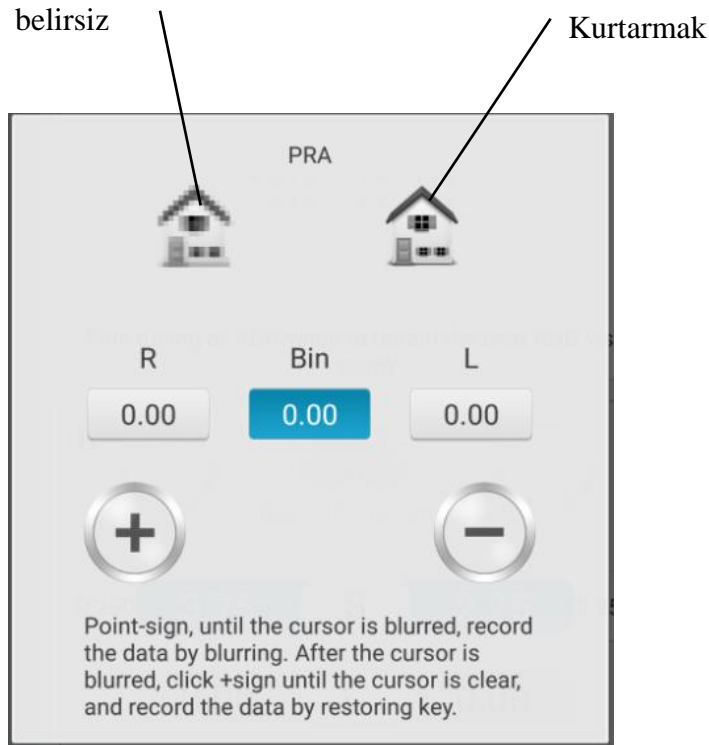 belirsiz
Kurtarmak
PRA
R Bin L
0.00 0.00 0.00
+ −
Point-sign, until the cursor is blurred, record
the data by blurring. After the cursor is
blurred, click +sign until the cursor is clear,
and record the data by restoring key.